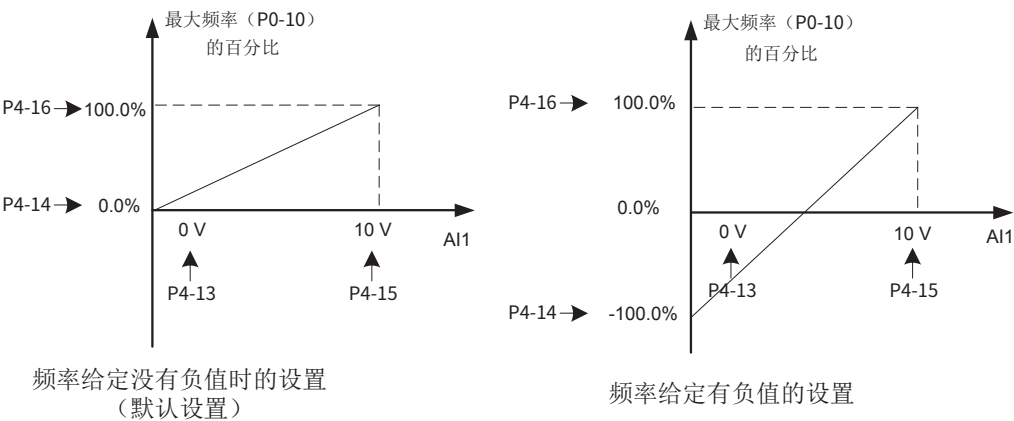 最大频率（P0-10）
的百分比
P4-16
100.0%
P4-14
0.0%
0 V
10 V
AI1
P4-13
P4-15
频率给定没有负值时的设置
（默认设置）
最大频率（P0-10）
的百分比
P4-16
100.0%
0.0%
0 V
10 V
AI1
P4-13
P4-15
P4-14
-100.0%
频率给定有负值的设置